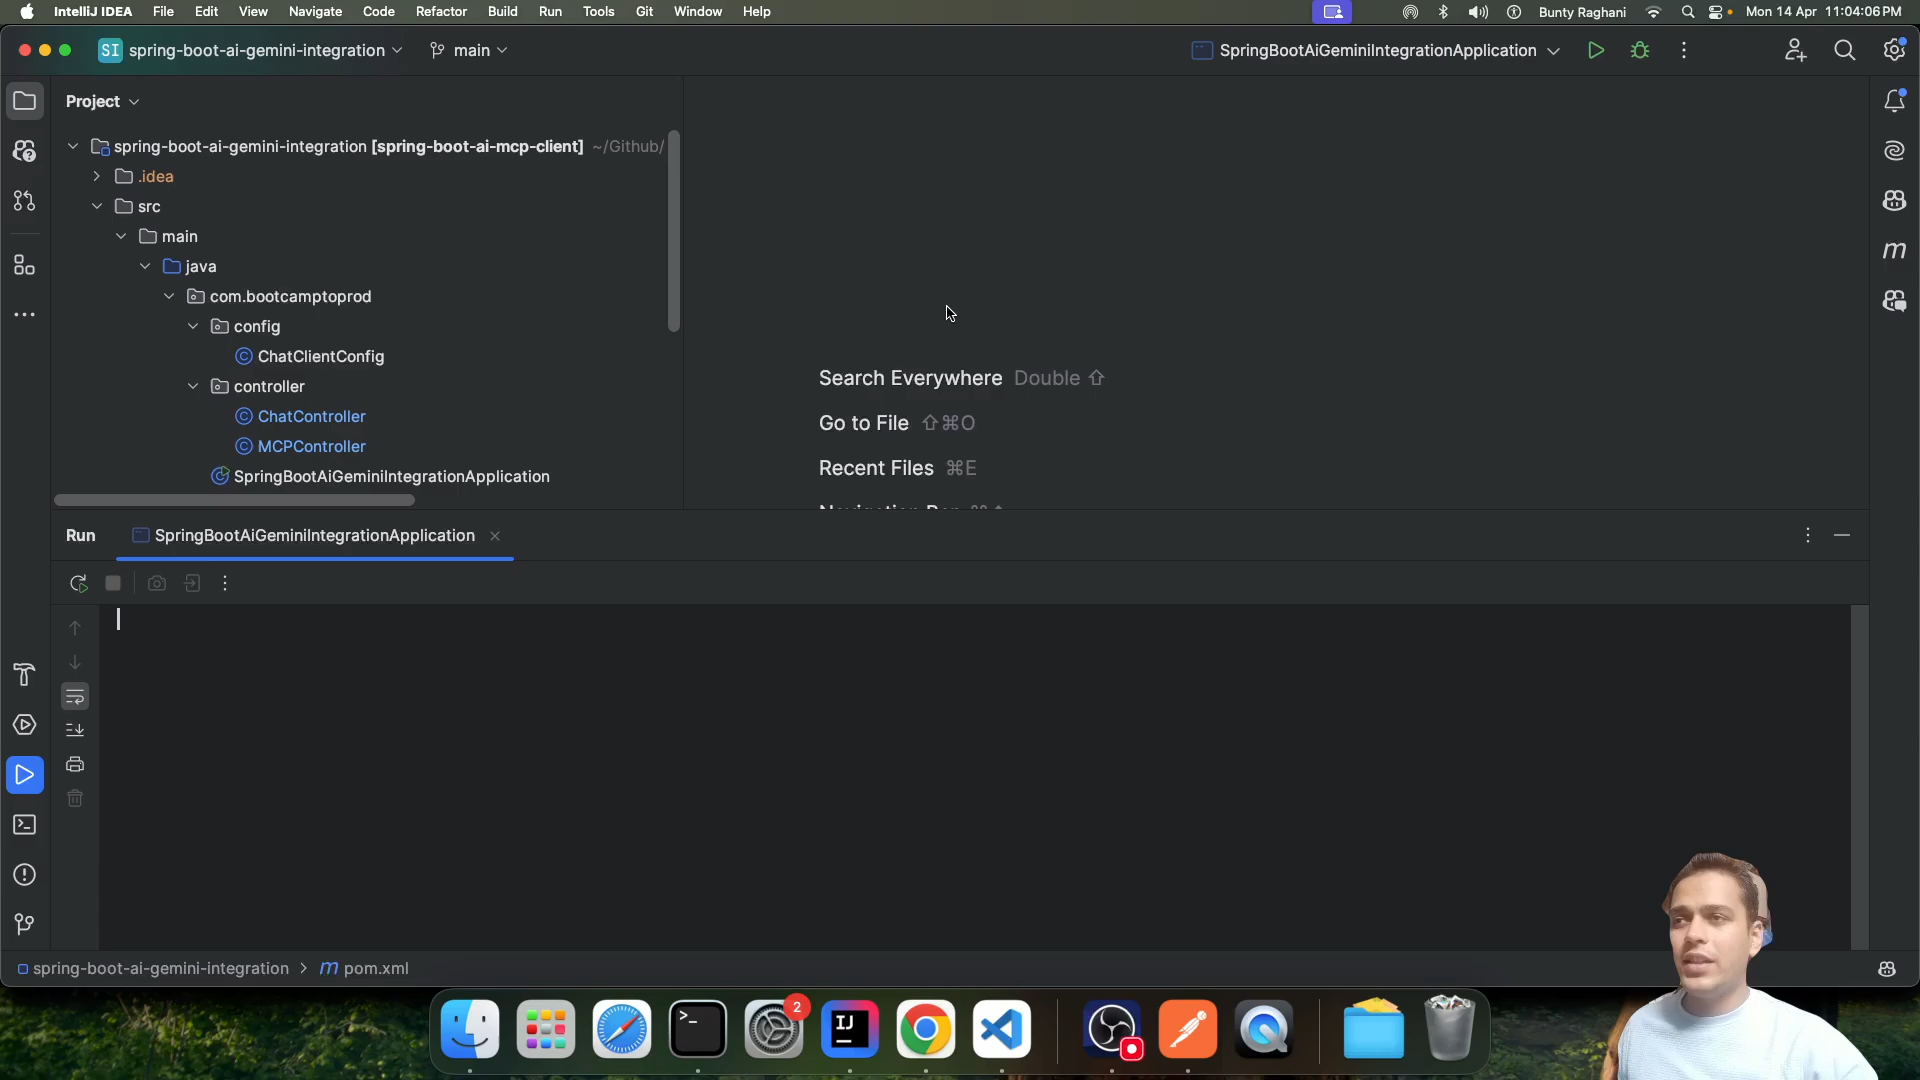 IntelliJ IDEA File Edit View Navigate Code Refactor Build Run Tools Git Window Help Bunty Raghani Mon 14 Apr 11:04:06 PM
SI spring-boot-ai-gemini-integration main SpringBootAiGeminiIntegrationApplication
Project
spring-boot-ai-gemini-integration [spring-boot-ai-mcp-client] ~/Github/
.idea
src
main
java
com.bootcamptoprod
config
ChatClientConfig
controller
ChatController
MCPController
SpringBootAiGeminiIntegrationApplication
Search Everywhere Double ⇧
Go to File ⇧⌘O
Recent Files ⌘E
Run SpringBootAiGeminiIntegrationApplication
spring-boot-ai-gemini-integration > m pom.xml
2
IJ